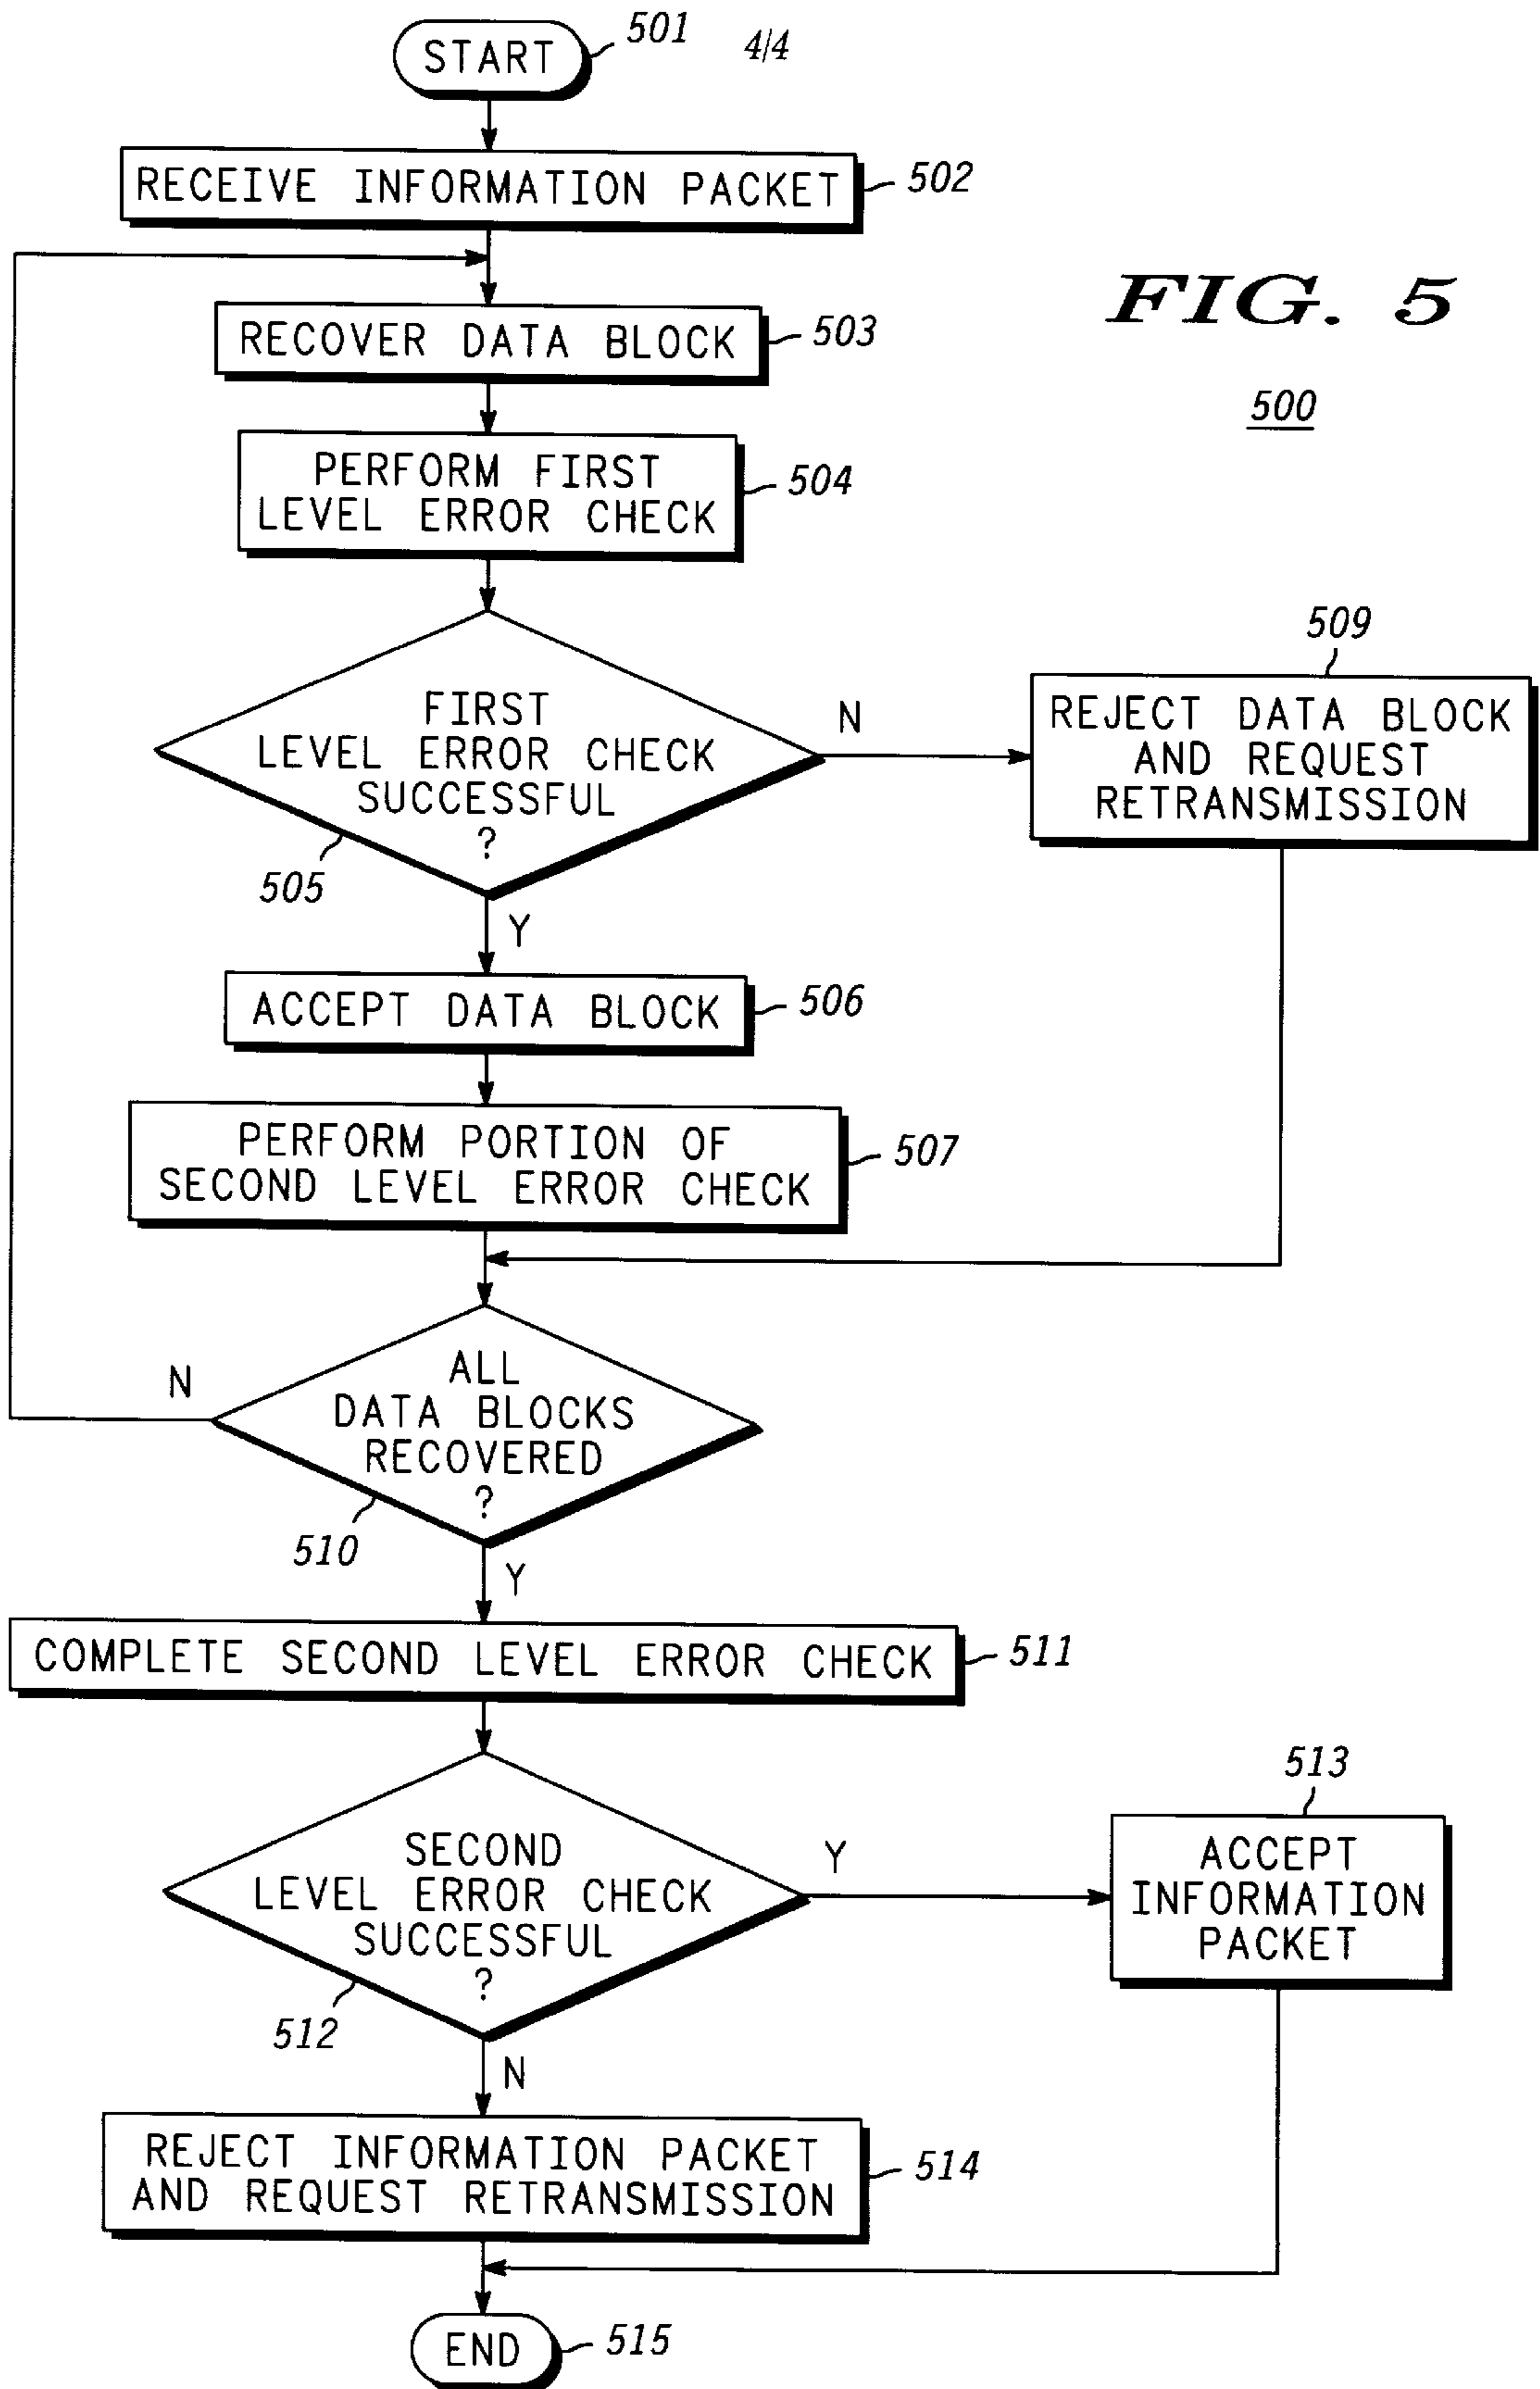 START
501
4/4
RECEIVE INFORMATION PACKET
502
FIG. 5
500
RECOVER DATA BLOCK
503
PERFORM FIRST
LEVEL ERROR CHECK
504
FIRST
LEVEL ERROR CHECK
SUCCESSFUL
?
505
N
509
REJECT DATA BLOCK
AND REQUEST
RETRANSMISSION
Y
ACCEPT DATA BLOCK
506
PERFORM PORTION OF
SECOND LEVEL ERROR CHECK
507
ALL
DATA BLOCKS
RECOVERED
?
N
510
Y
COMPLETE SECOND LEVEL ERROR CHECK
511
SECOND
LEVEL ERROR CHECK
SUCCESSFUL
?
512
Y
513
ACCEPT
INFORMATION
PACKET
N
REJECT INFORMATION PACKET
AND REQUEST RETRANSMISSION
514
END
515